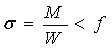 σ = M/W < f